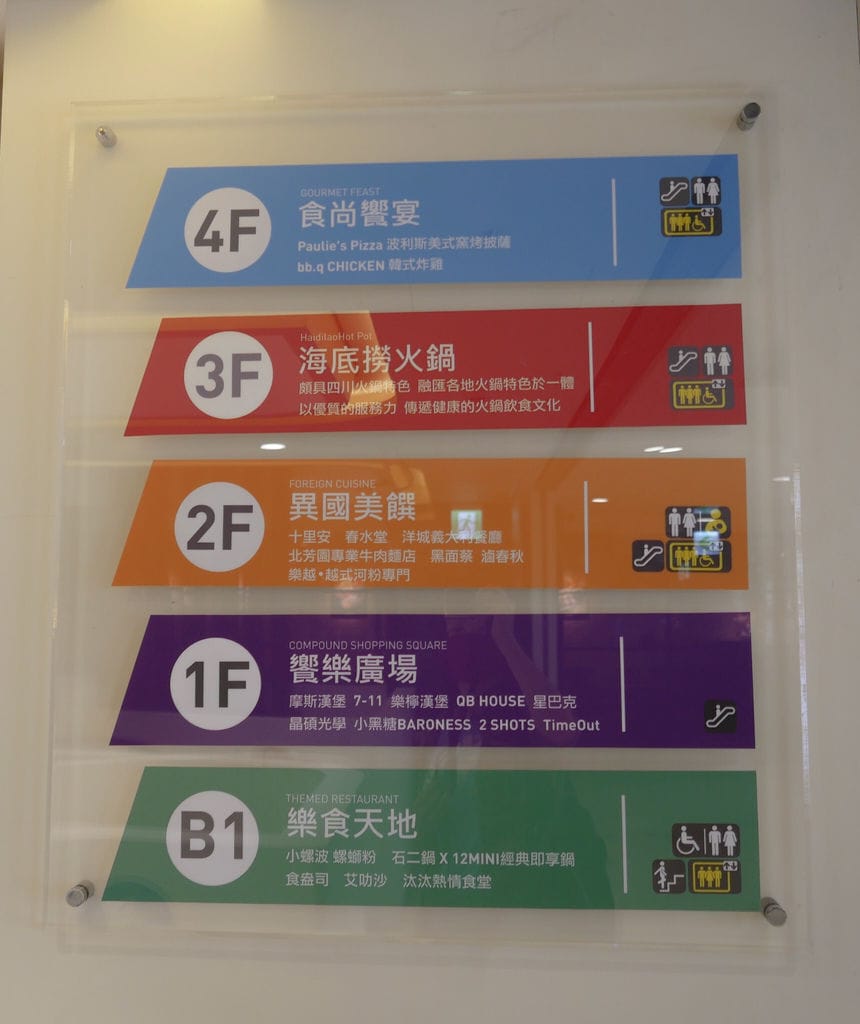 4F
GOURMET FEAST
食尚饗宴
Paulie's Pizza 波利斯美式窯烤披薩
bb.q CHICKEN 韓式炸雞
3F
HaidilaoHot Pot
海底撈火鍋
頗具四川火鍋特色 融匯各地火鍋特色於一體
以優質的服務力 傳遞健康的火鍋飲食文化
2F
FOREIGN CUISINE
異國美饌
十里安 春水堂 洋城義大利餐廳
北方園專業牛肉麵店 黑面蔡 滷春秋
樂越•越式河粉專門
1F
COMPOUND SHOPPING SQUARE
饗樂廣場
摩斯漢堡 7-11 樂檸漢堡 QB HOUSE 星巴克
晶碩光學 小黑糖BARONESS 2 SHOTS TimeOut
B1
THEMED RESTAURANT
樂食天地
小螺波 螺螄粉 石二鍋 X 12MINI經典即享鍋
食盎司 艾叻沙 汰汰熱情食堂